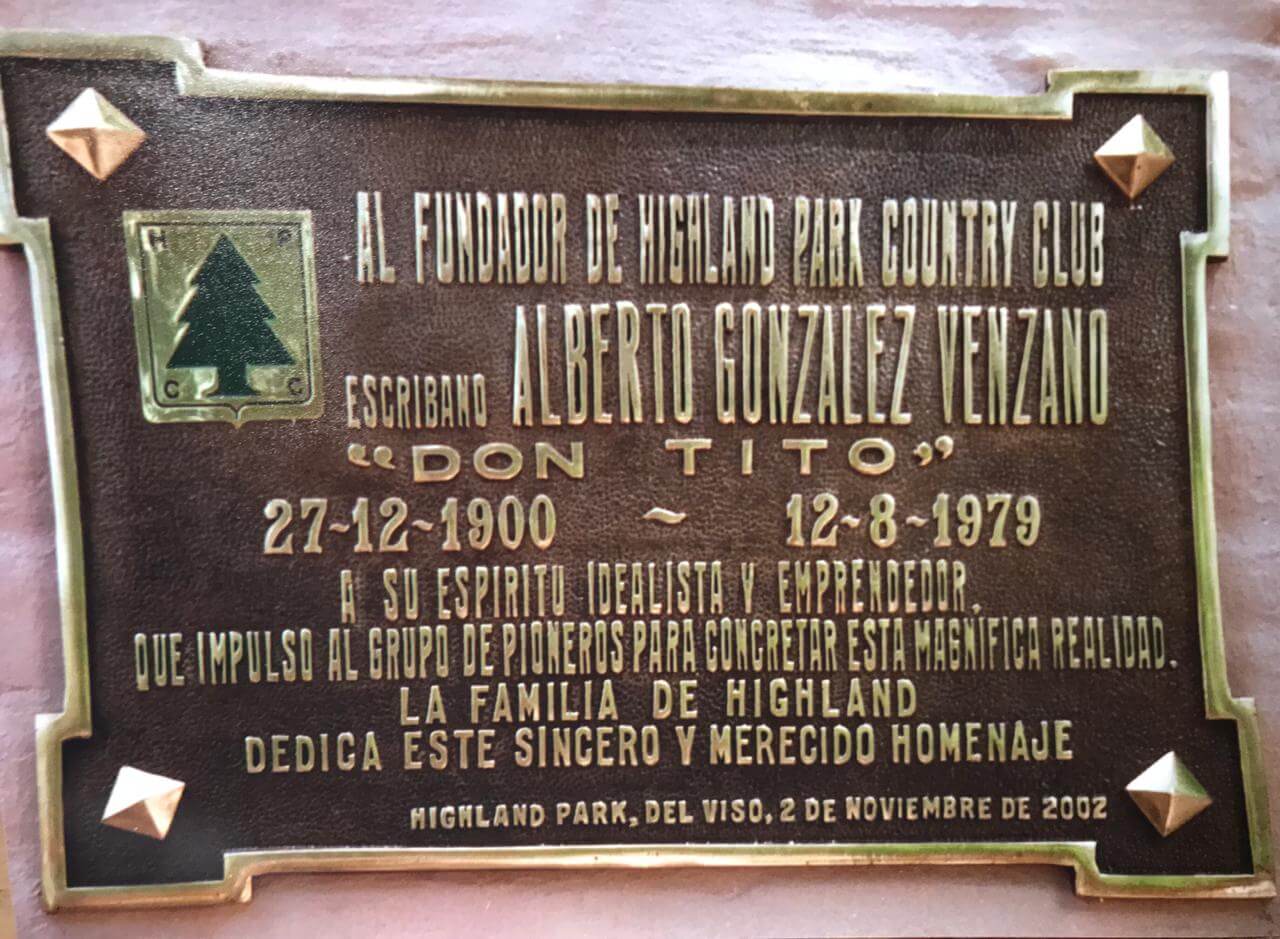 H P
C C
AL FUNDADOR DE HIGHLAND PARK COUNTRY CLUB
ESCRIBANO ALBERTO GONZALEZ VENZANO
“DON TITO”
27~12~1900 ~ 12~8~1979
A SU ESPIRITU IDEALISTA Y EMPRENDEDOR,
QUE IMPULSO AL GRUPO DE PIONEROS PARA CONCRETAR ESTA MAGNÍFICA REALIDAD.
LA FAMILIA DE HIGHLAND
DEDICA ESTE SINCERO Y MERECIDO HOMENAJE
HIGHLAND PARK, DEL VISO, 2 DE NOVIEMBRE DE 2002